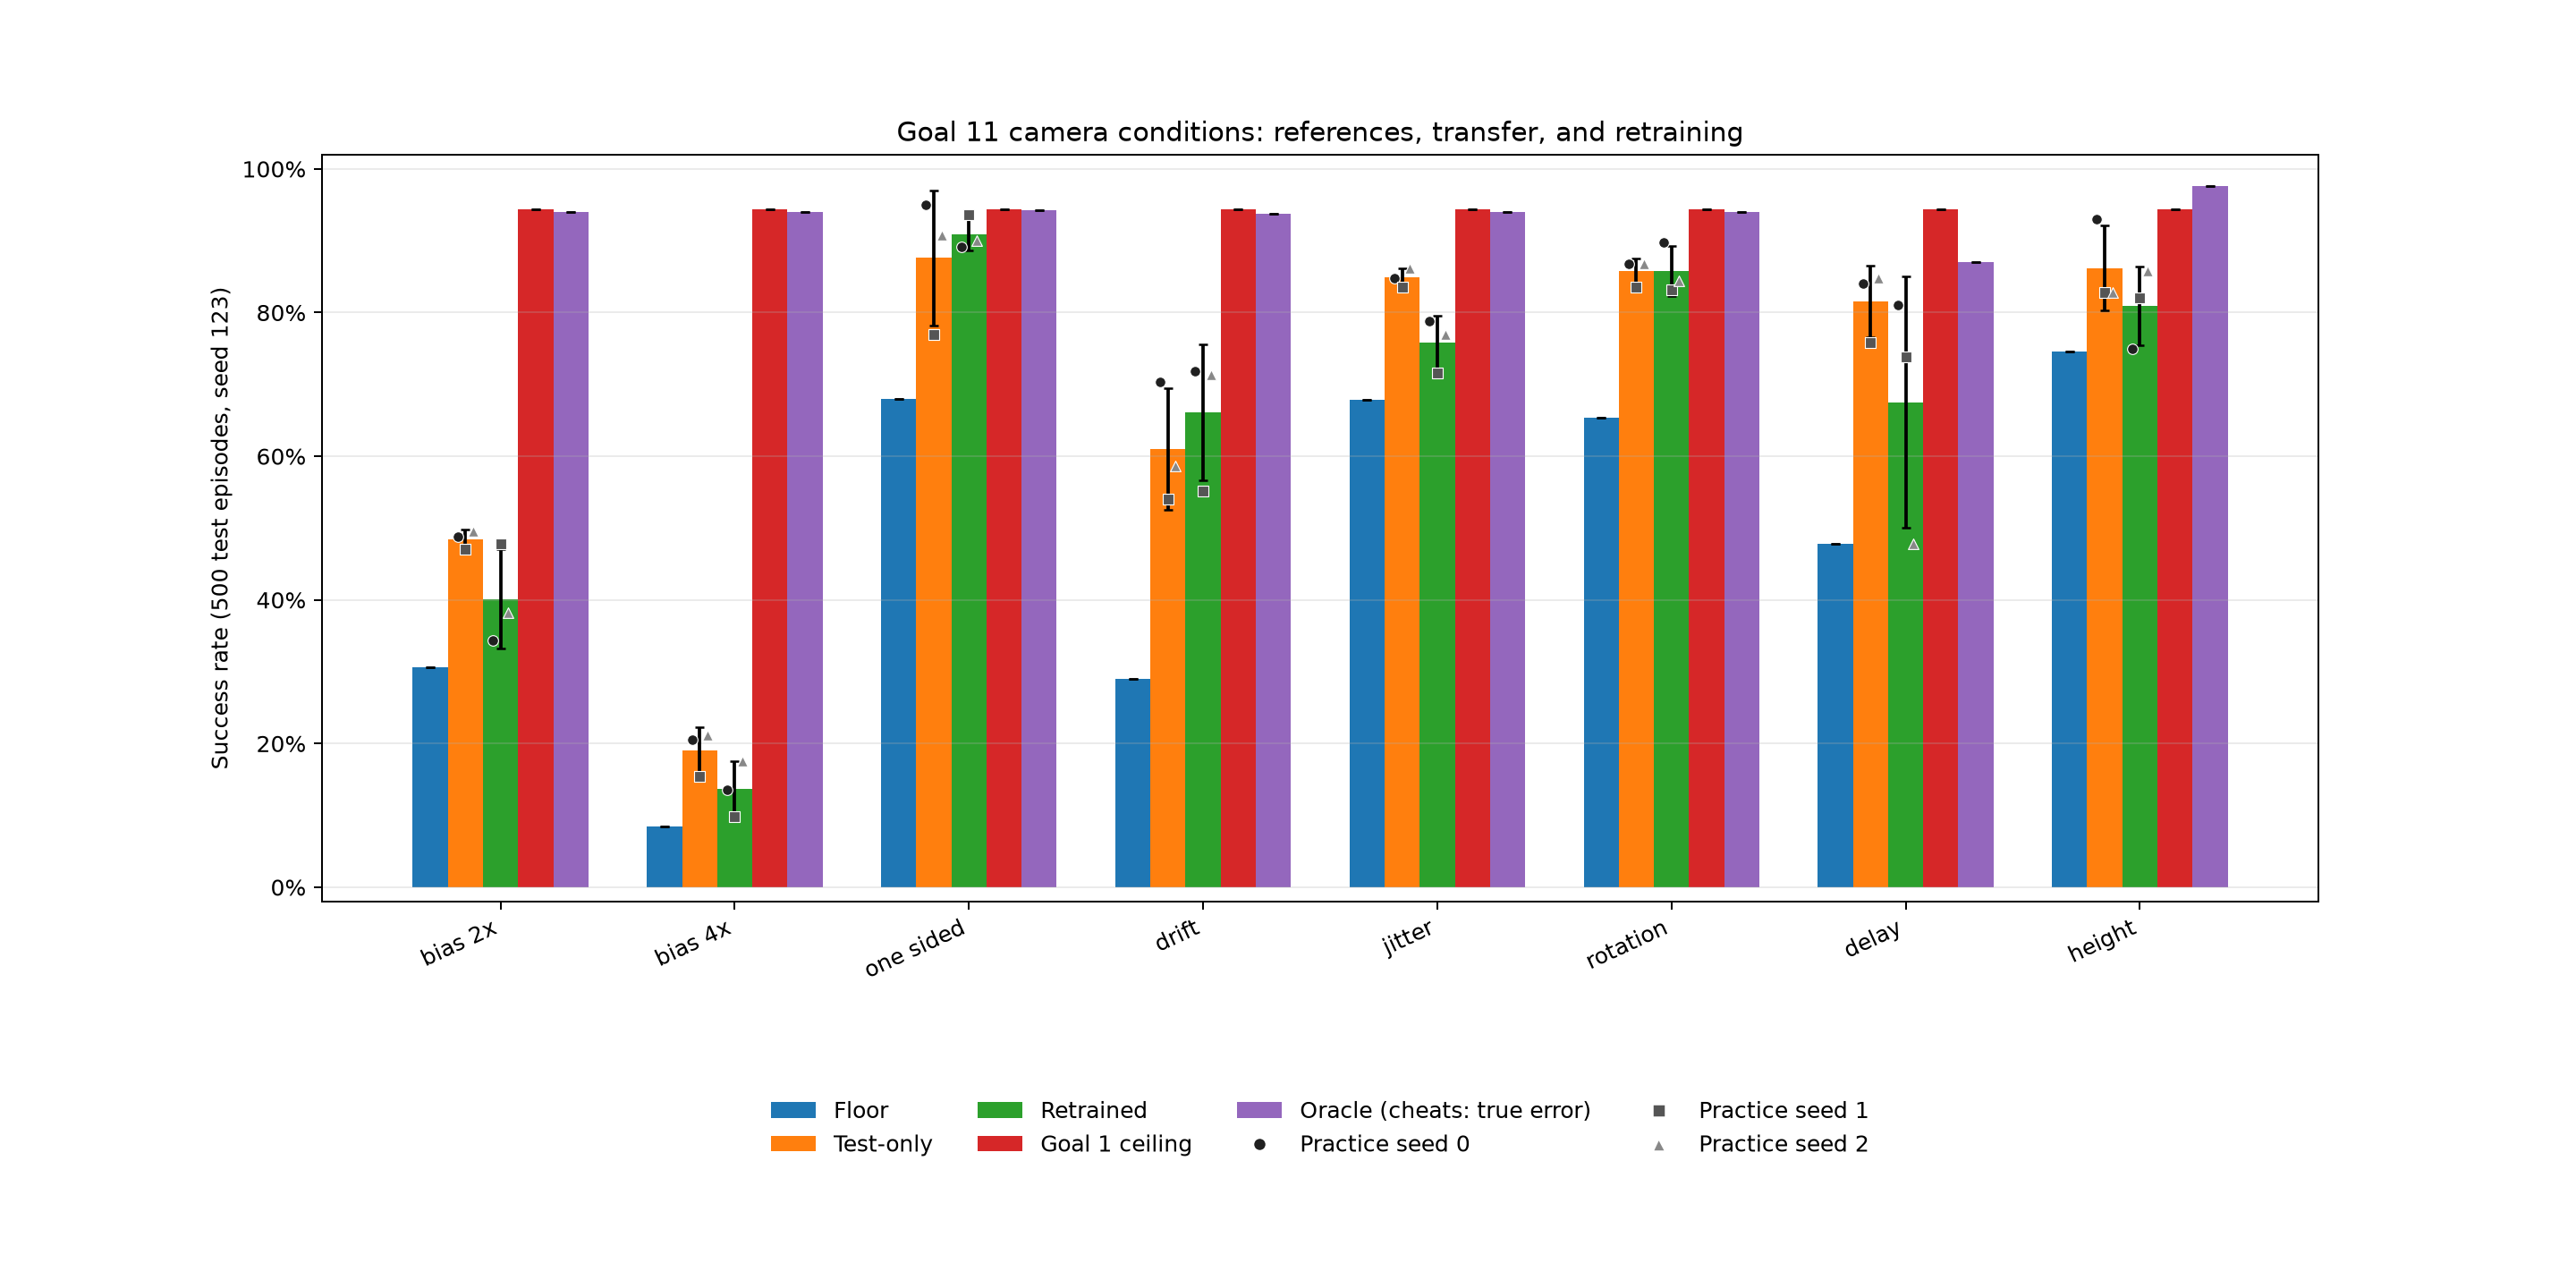 Goal 11 camera conditions: references, transfer, and retraining
Success rate (500 test episodes, seed 123)
100%
80%
60%
40%
20%
0%
bias 2x
bias 4x
one sided
drift
jitter
rotation
delay
height
Floor
Test-only
Retrained
Goal 1 ceiling
Oracle (cheats: true error)
Practice seed 0
Practice seed 1
Practice seed 2